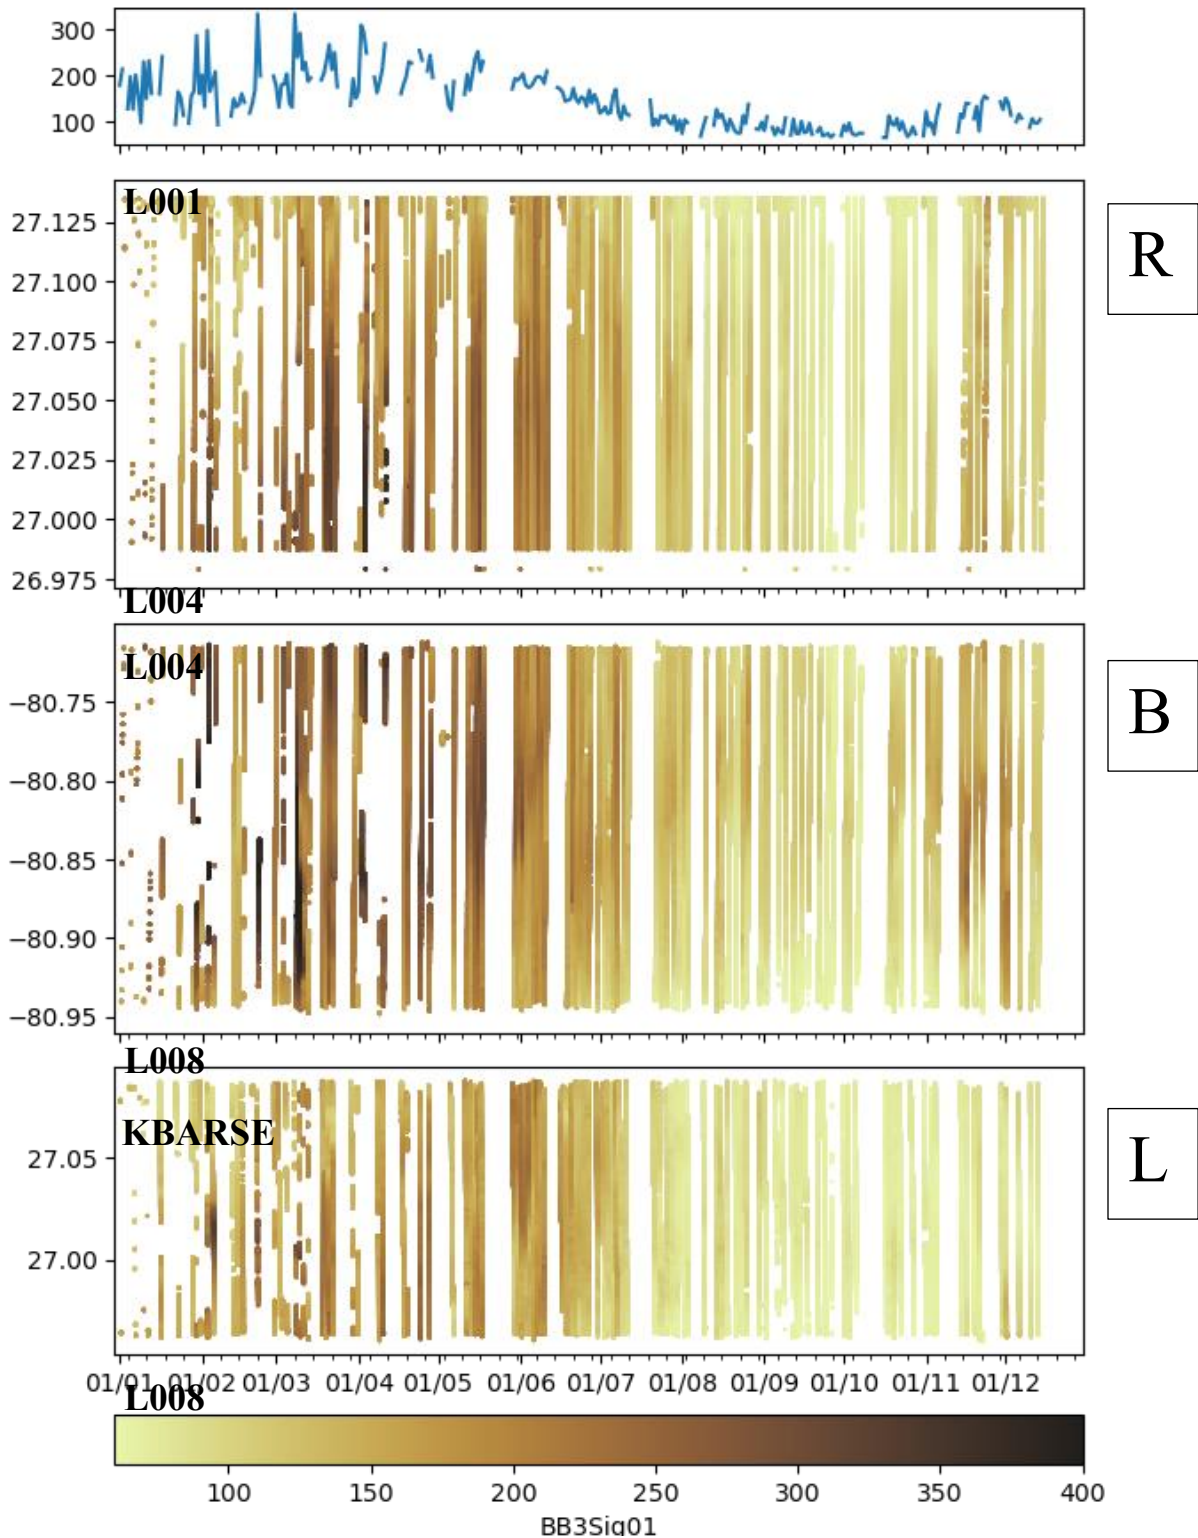 300
200
100
L001
27.125
27.100
27.075
27.050
27.025
27.000
26.975
R
L004
L004
−80.75
−80.80
−80.85
−80.90
−80.95
B
L008
KBARSE
27.05
27.00
L
01/01 01/02 01/03 01/04 01/05 01/06 01/07 01/08 01/09 01/10 01/11 01/12
L008
100 150 200 250 300 350 400
BB3Sig01